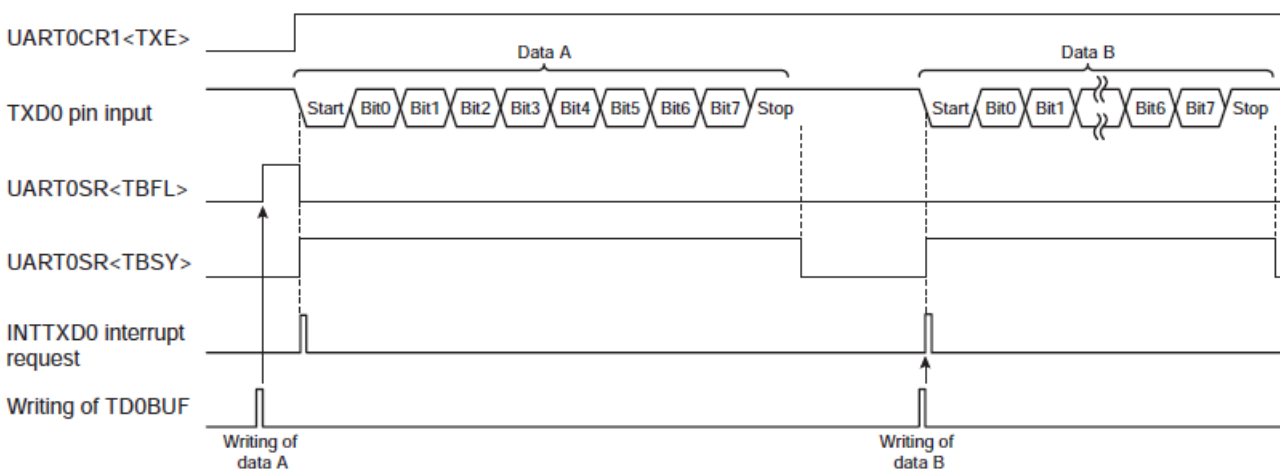 UART0CR1<TXE>
Data A
Data B
TXD0 pin input
Start Bit0 Bit1 Bit2 Bit3 Bit4 Bit5 Bit6 Bit7 Stop
Start Bit0 Bit1 Bit6 Bit7 Stop
UART0SR<TBFL>
UART0SR<TBSY>
INTTXD0 interrupt
request
Writing of TD0BUF
Writing of
data A
Writing of
data B